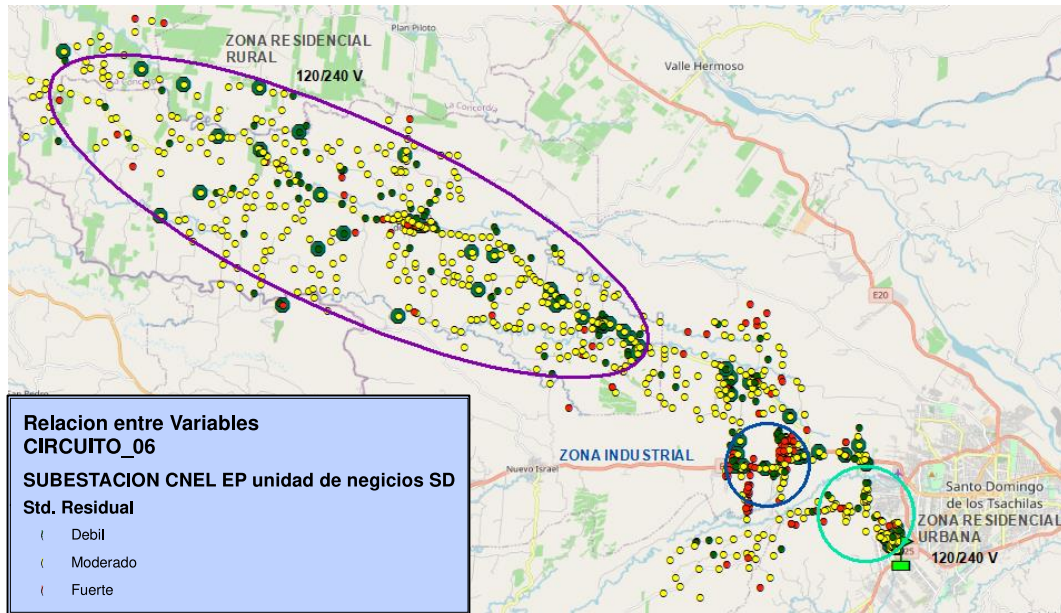 Plan Piloto
ZONA RESIDENCIAL
RURAL
120/240 V
Valle Hermoso
La Concordia
La Concordia
E20
ZONA INDUSTRIAL
Nuevo Israel
Santo Domingo
de los Tsachilas
ZONA RESIDENCIAL
URBANA
120/240 V
Relacion entre Variables
CIRCUITO_06
SUBESTACION CNEL EP unidad de negicios SD
Std. Residual
Debil
Moderado
Fuerte